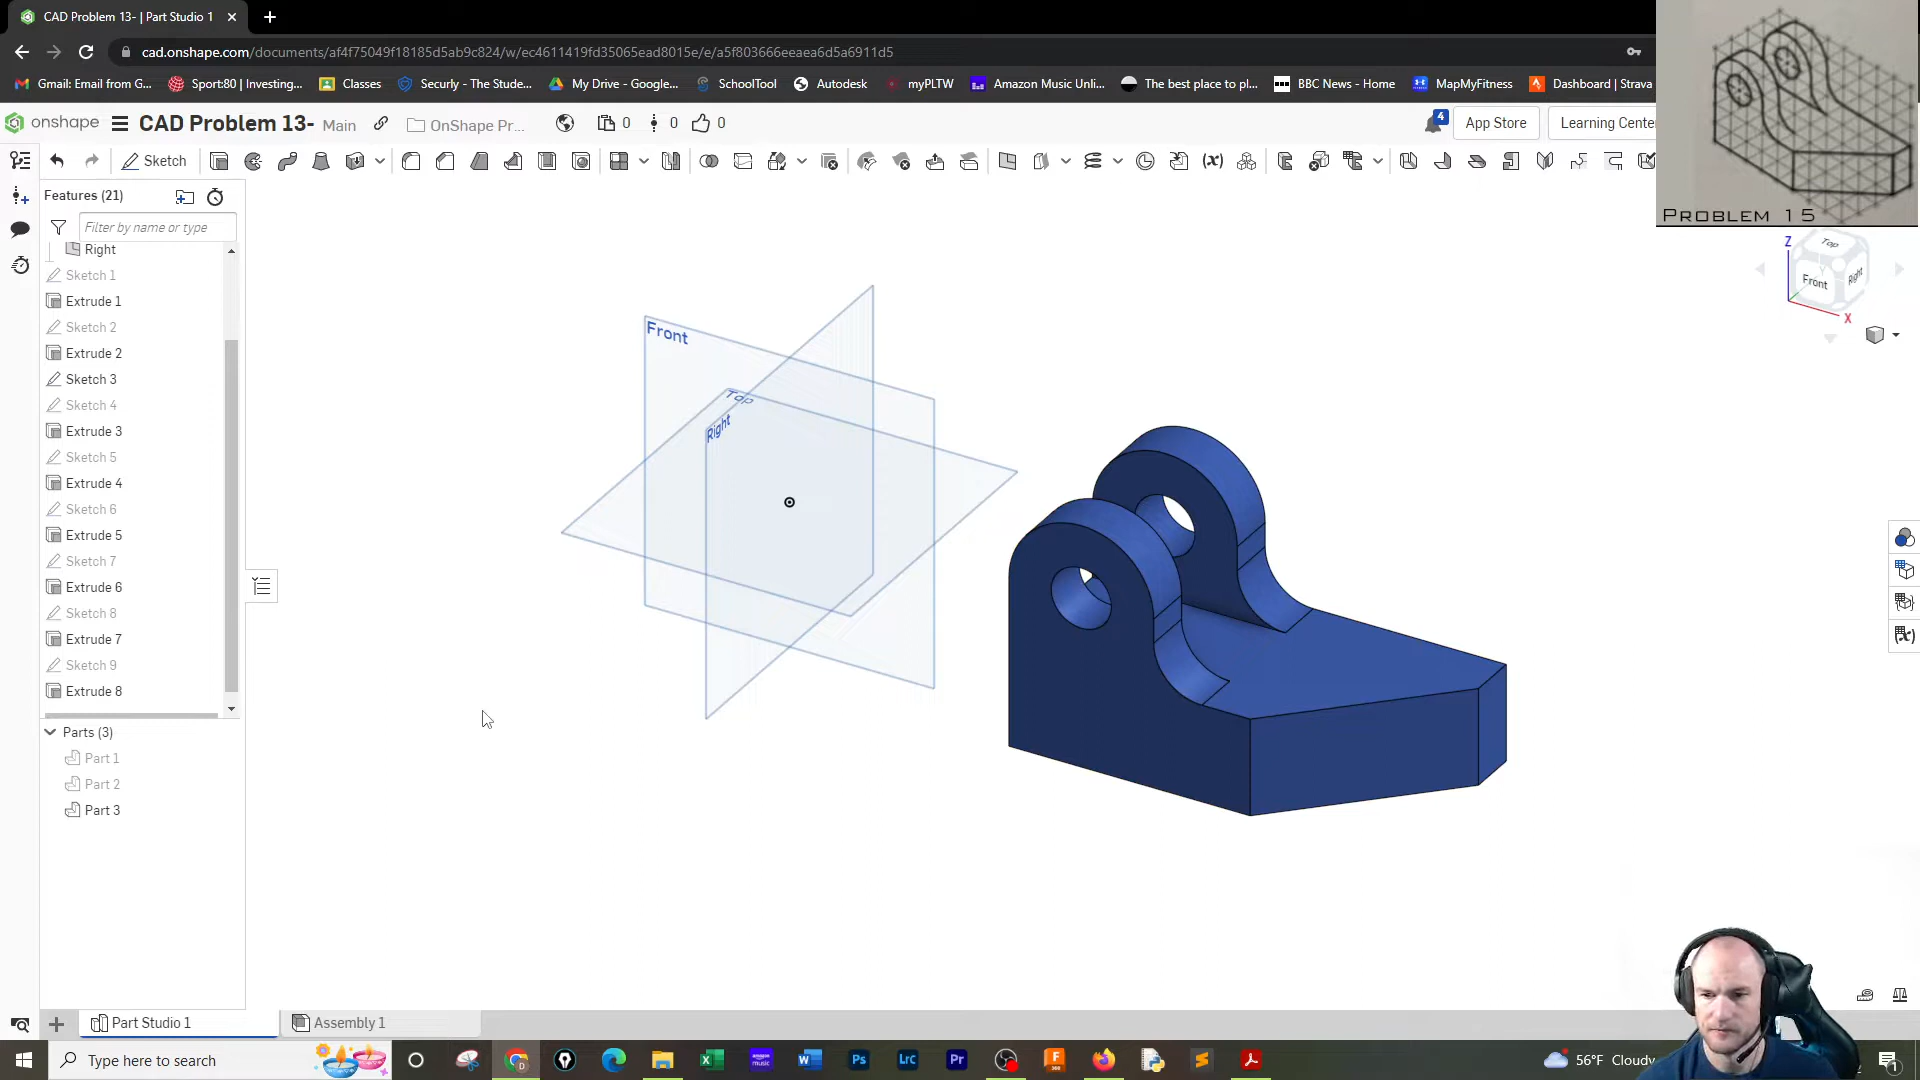 CAD Problem 13- | Part Studio 1
cad.onshape.com/documents/af4f75049f18185d5ab9c824/w/ec4611419fd35065ead8015e/e/a5f803666eeaea6d5a6911d5
Gmail: Email from G...
Sport:80 | Investing...
Classes
Securly - The Stude...
My Drive - Google...
SchoolTool
Autodesk
myPLTW
Amazon Music Unli...
The best place to pl...
BBC News - Home
MapMyFitness
Dashboard | Strava
onshape
CAD Problem 13-
Main
OnShape Pr...
0
0
0
4
App Store
Learning Cente
Sketch
(x)
PROBLEM 15
Features (21)
Filter by name or type
Right
Sketch 1
Extrude 1
Sketch 2
Extrude 2
Sketch 3
Sketch 4
Extrude 3
Sketch 5
Extrude 4
Sketch 6
Extrude 5
Sketch 7
Extrude 6
Sketch 8
Extrude 7
Sketch 9
Extrude 8
Parts (3)
Part 1
Part 2
Part 3
Front
Top
Right
Z
Top
Front
Right
X
(x)
Part Studio 1
Assembly 1
Type here to search
Ps
Lrc
Pr
56°F Cloudy
1